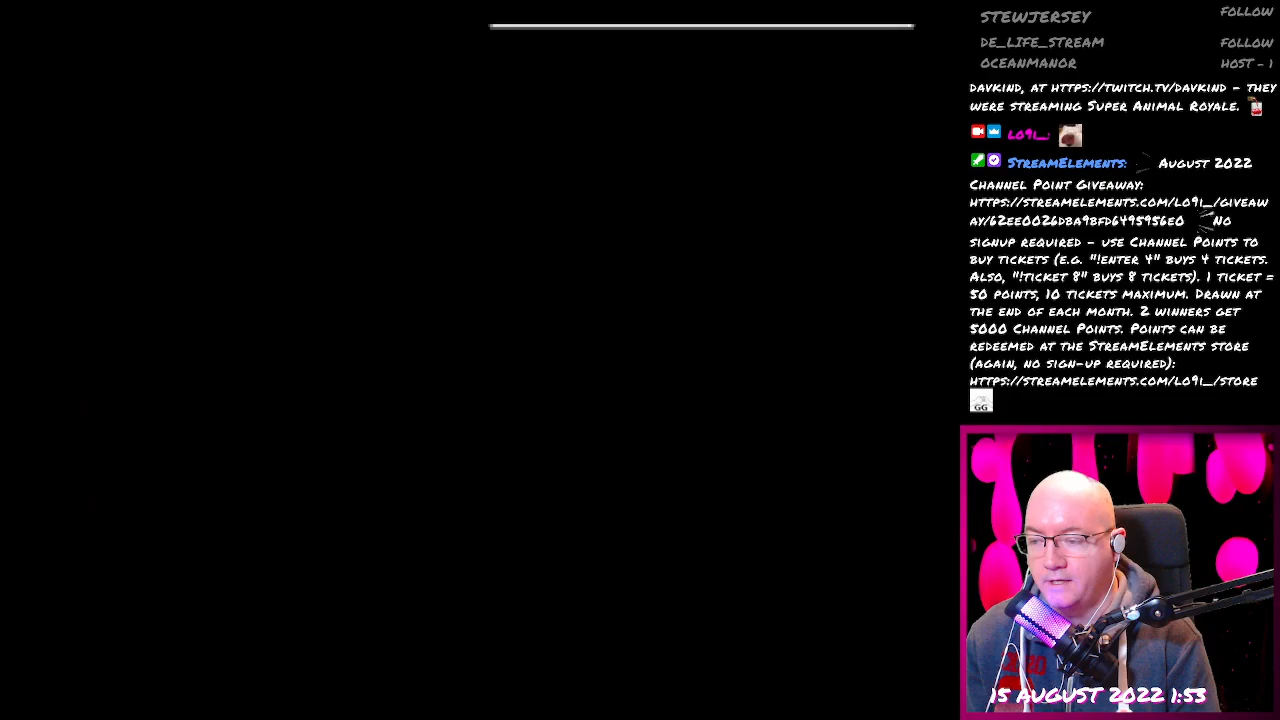 STEWJERSEY FOLLOW
DE_LIFE_STREAM FOLLOW
OCEANMANOR HOST - 1
DAVKIND, AT HTTPS://TWITCH.TV/DAVKIND - THEY
WERE STREAMING SUPER ANIMAL ROYALE.
LO91_:
STREAMELEMENTS: AUGUST 2022
CHANNEL POINT GIVEAWAY:
HTTPS://STREAMELEMENTS.COM/LO91_/GIVEAW
AY/62EE0026DBA9BFD6495956E0 NO
SIGNUP REQUIRED - USE CHANNEL POINTS TO
BUY TICKETS (E.G. "!ENTER 4" BUYS 4 TICKETS.
ALSO, "!TICKET 8" BUYS 8 TICKETS). 1 TICKET =
50 POINTS, 10 TICKETS MAXIMUM. DRAWN AT
THE END OF EACH MONTH. 2 WINNERS GET
5000 CHANNEL POINTS. POINTS CAN BE
REDEEMED AT THE STREAMELEMENTS STORE
(AGAIN, NO SIGN-UP REQUIRED):
HTTPS://STREAMELEMENTS.COM/LO91_/STORE
GG
15 AUGUST 2022 1:53